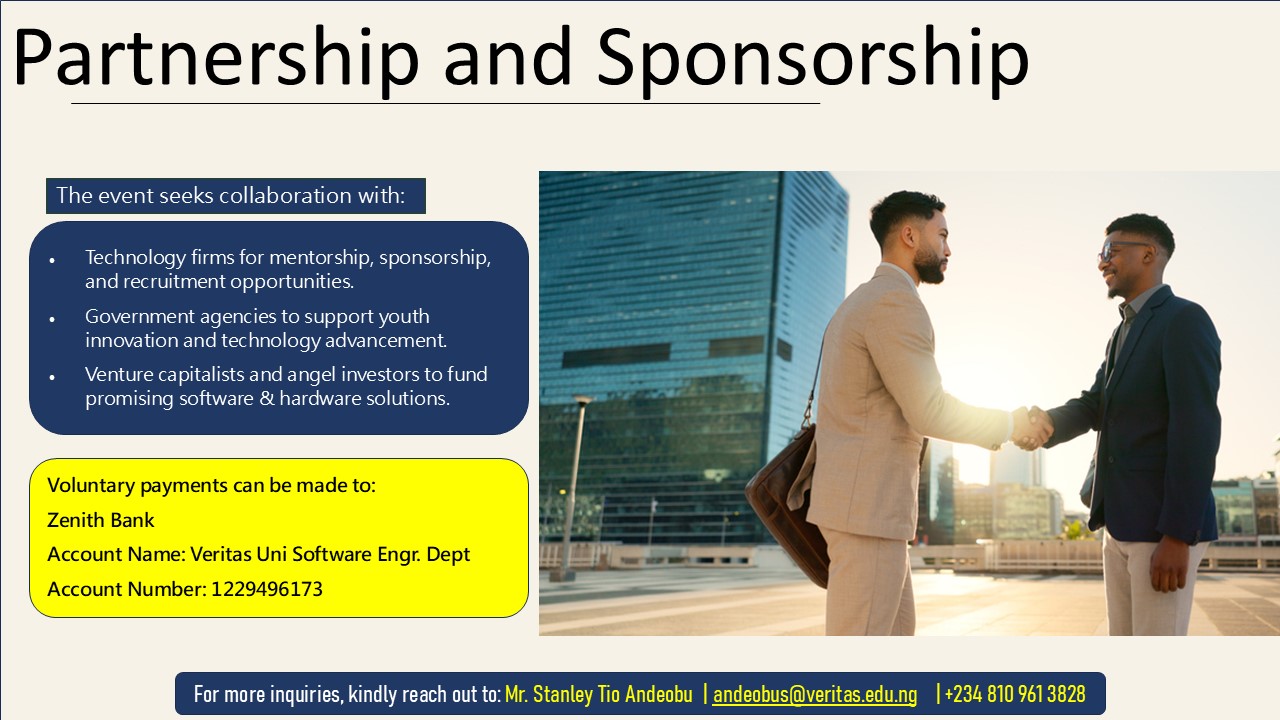 Partnership and Sponsorship
The event seeks collaboration with:
• Technology firms for mentorship, sponsorship,
and recruitment opportunities.
• Government agencies to support youth
innovation and technology advancement.
• Venture capitalists and angel investors to fund
promising software & hardware solutions.
Voluntary payments can be made to:
Zenith Bank
Account Name: Veritas Uni Software Engr. Dept
Account Number: 1229496173
For more inquiries, kindly reach out to: Mr. Stanley Tio Andeobu | andeobus@veritas.edu.ng | +234 810 961 3828